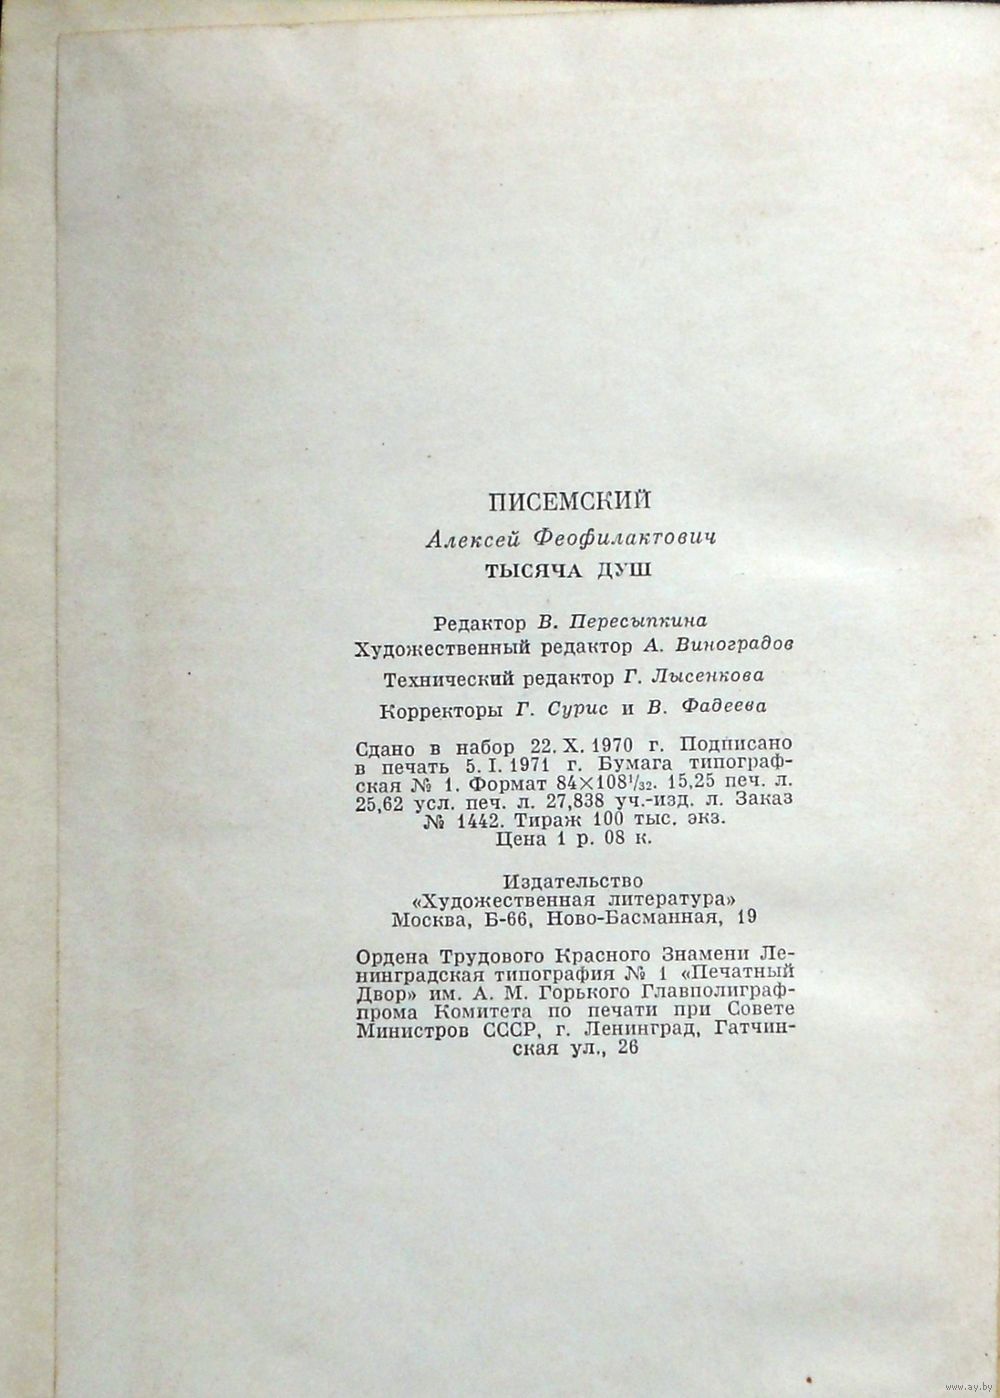 ПИСЕМСКИЙ
Алексей Феофилактович
ТЫСЯЧА ДУШ
Редактор В. Пересыпкина
Художественный редактор А. Виноградов
Технический редактор Г. Лысенкова
Корректоры Г. Сурис и В. Фадеева
Сдано в набор 22. X. 1970 г. Подписано
в печать 5. I. 1971 г. Бумага типограф-
ская № 1. Формат 84×108¹/₃₂. 15,25 печ. л.
25,62 усл. печ. л. 27,838 уч.-изд. л. Заказ
№ 1442. Тираж 100 тыс. экз.
Цена 1 р. 08 к.
Издательство
«Художественная литература»
Москва, Б-66, Ново-Басманная, 19
Ордена Трудового Красного Знамени Ле-
нинградская типография № 1 «Печатный
Двор» им. А. М. Горького Главполиграф-
прома Комитета по печати при Совете
Министров СССР, г. Ленинград, Гатчин-
ская ул., 26
www.ay.by